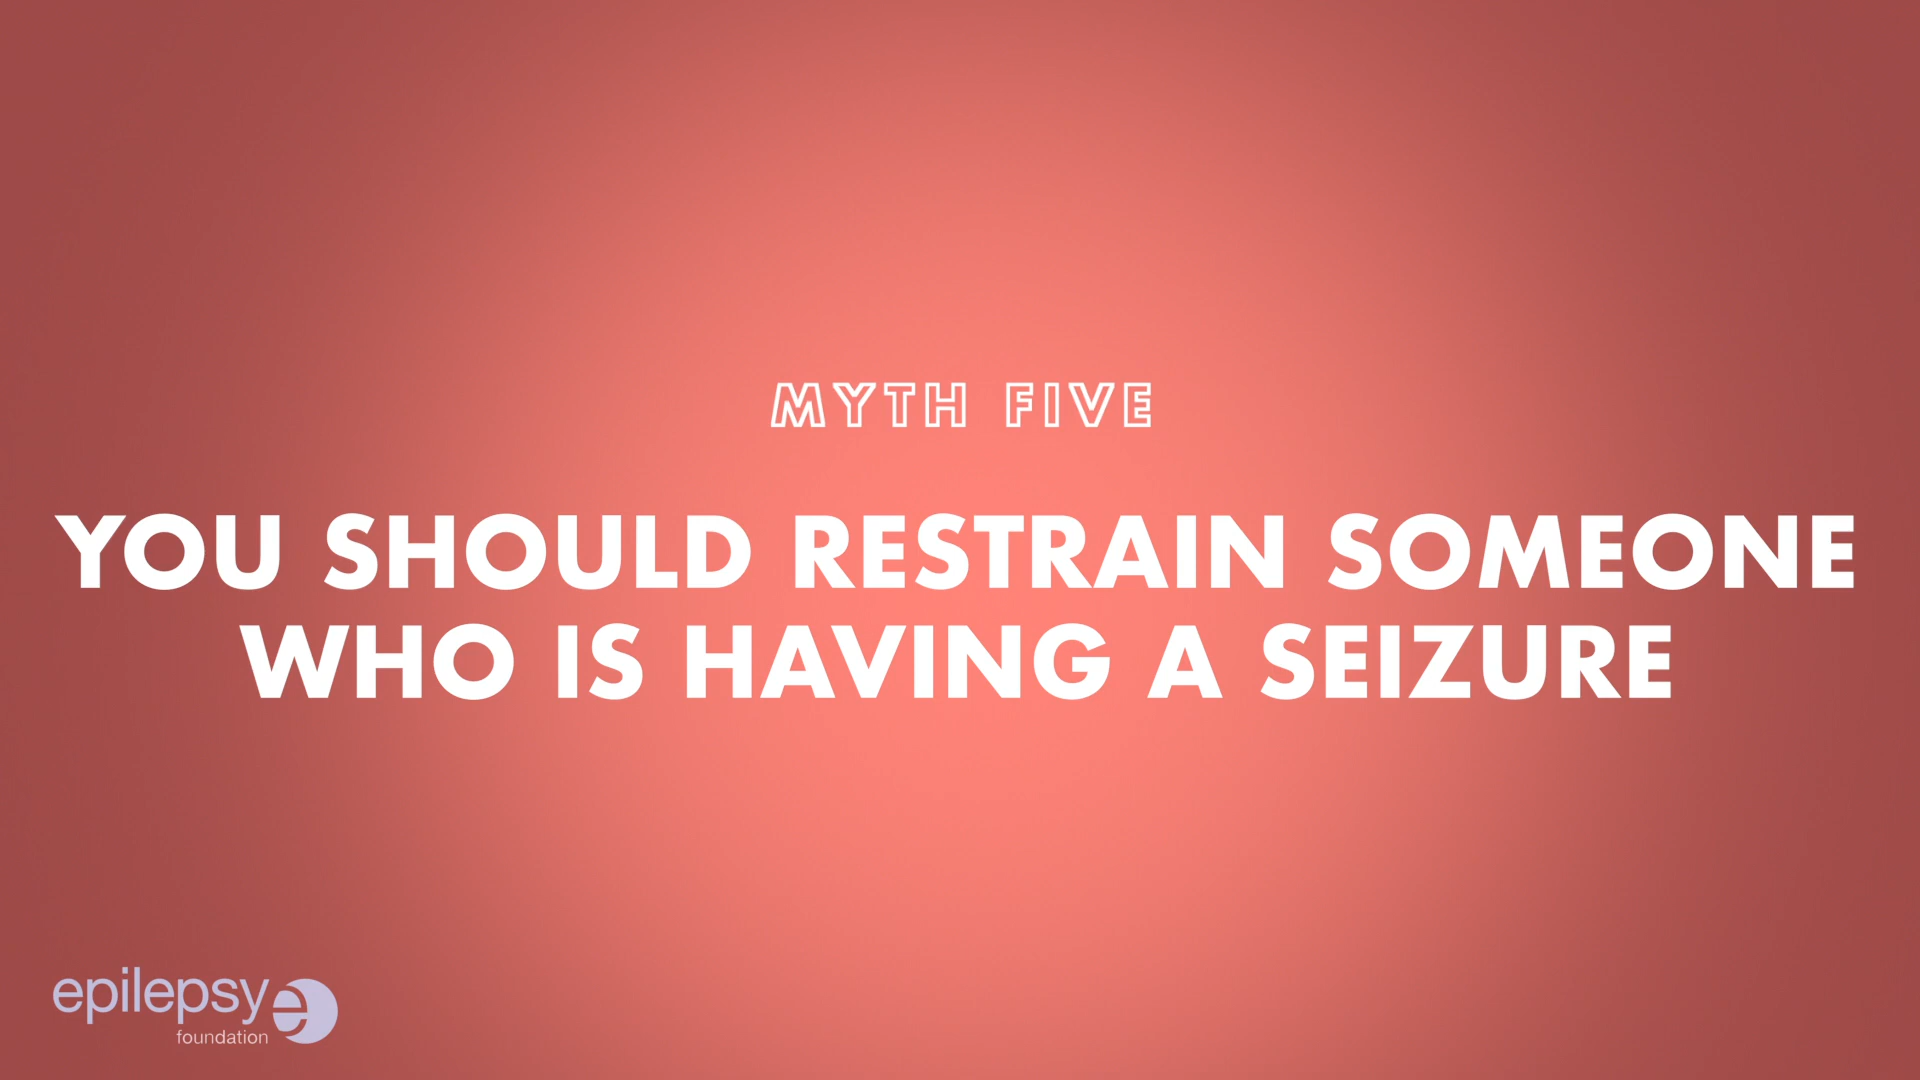 MYTH FIVE
YOU SHOULD RESTRAIN SOMEONE
WHO IS HAVING A SEIZURE
epilepsy
foundation